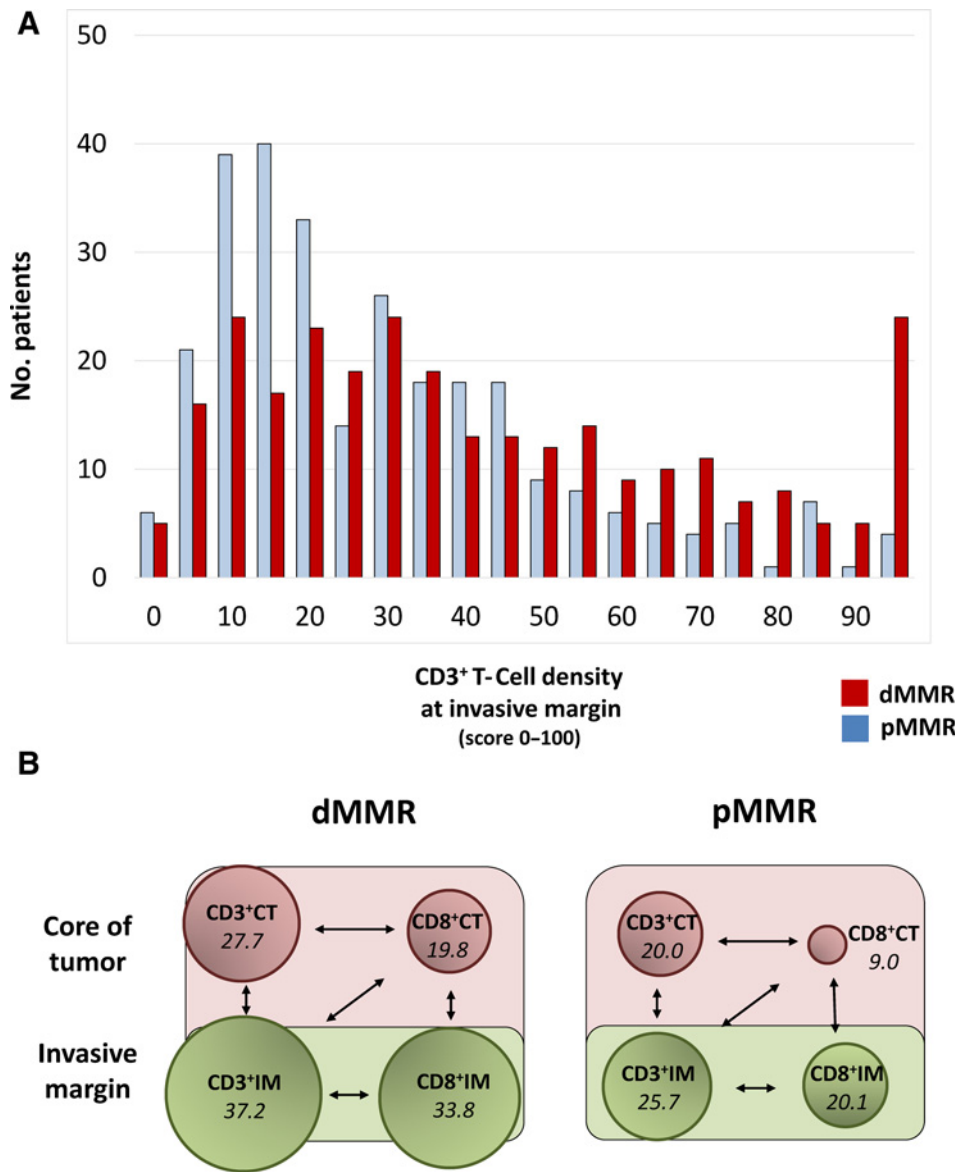 A
50
40
30
20
10
0
No. patients
0 10 20 30 40 50 60 70 80 90
CD3+ T-Cell density
at invasive margin
(score 0–100)
dMMR
pMMR
B
dMMR
pMMR
Core of
tumor
CD3+CT
27.7
CD8+CT
19.8
CD3+CT
20.0
CD8+CT
9.0
Invasive
margin
CD3+IM
37.2
CD8+IM
33.8
CD3+IM
25.7
CD8+IM
20.1